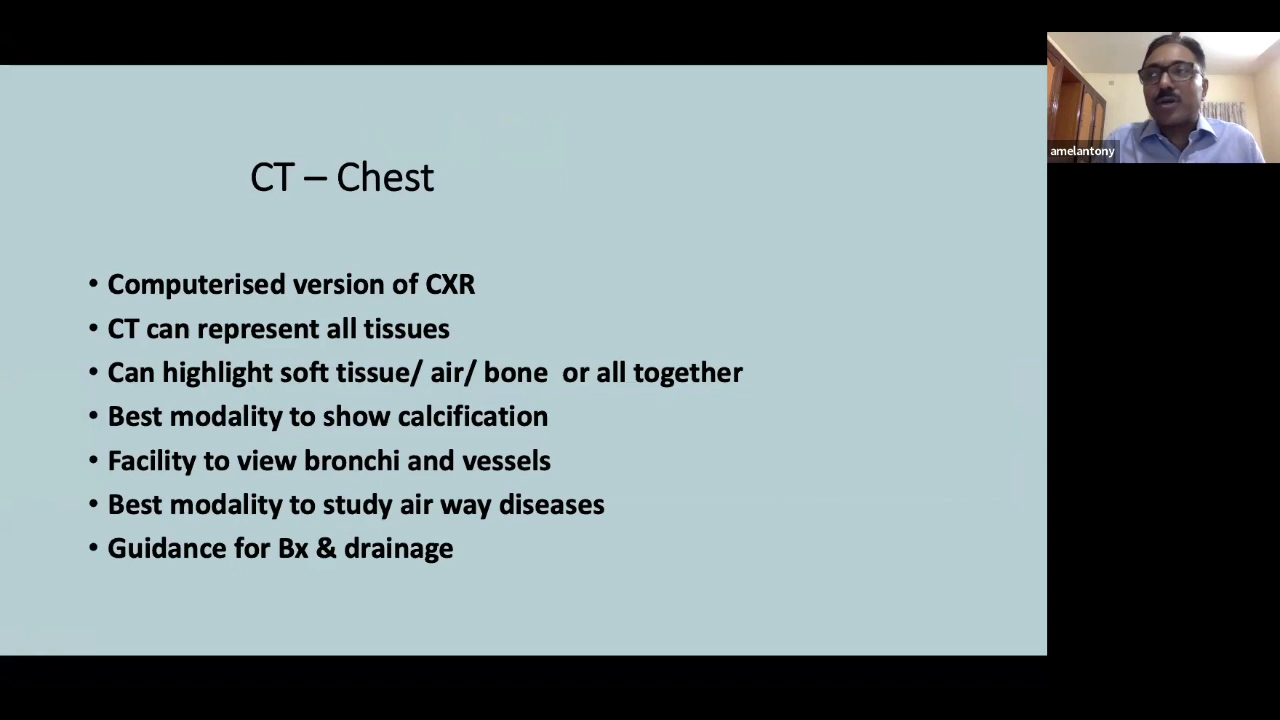 CT – Chest
• Computerised version of CXR
• CT can represent all tissues
• Can highlight soft tissue/ air/ bone  or all together
• Best modality to show calcification
• Facility to view bronchi and vessels
• Best modality to study air way diseases
• Guidance for Bx & drainage
amelantony